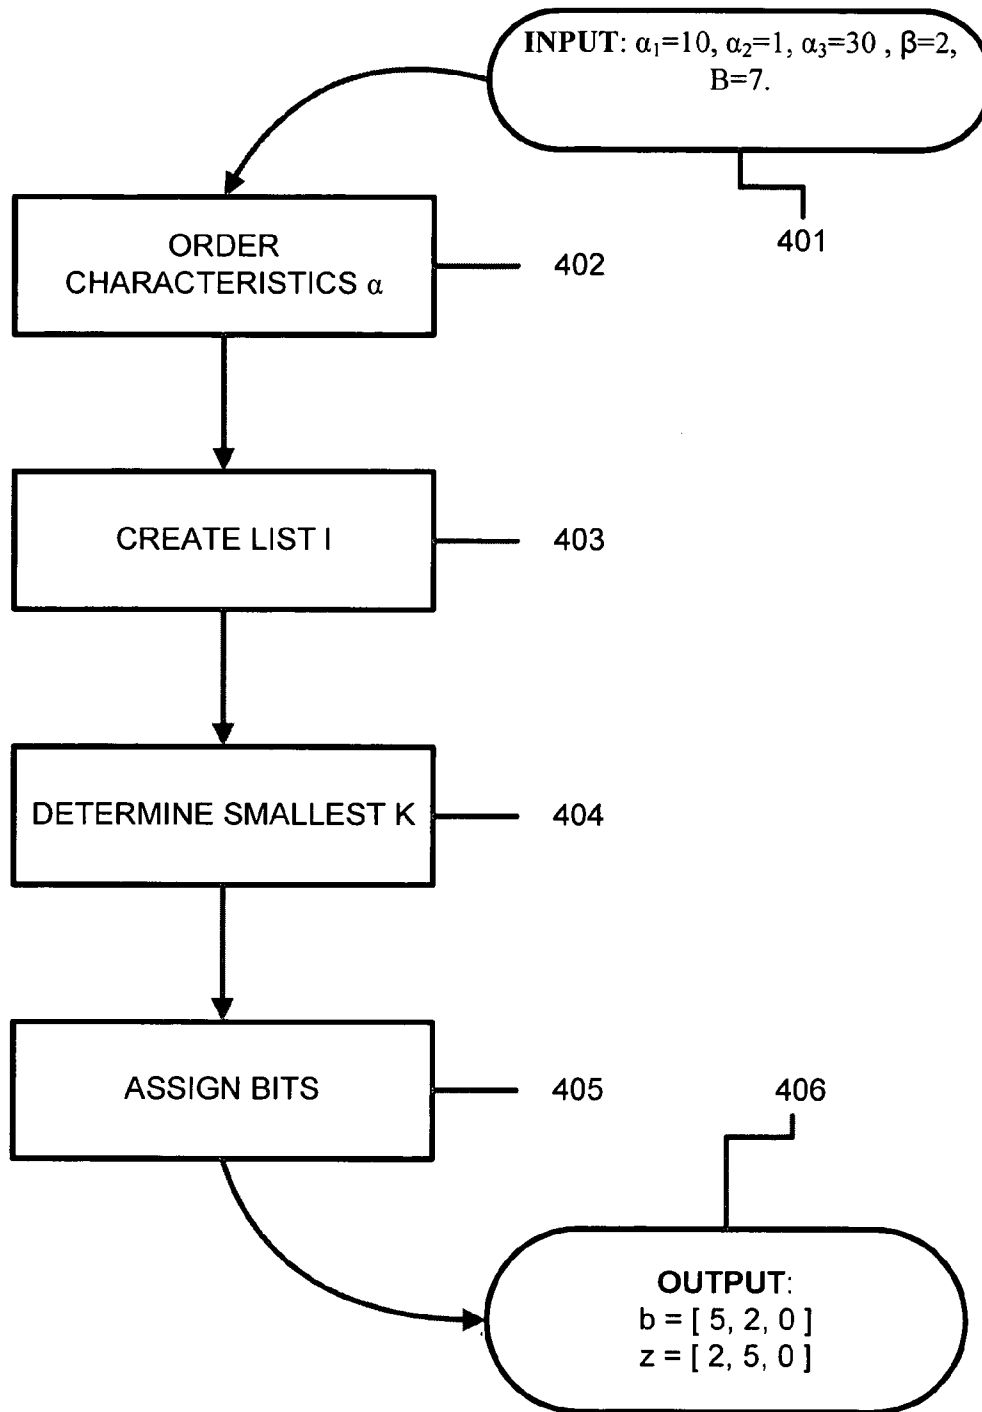 INPUT: α₁=10, α₂=1, α₃=30 , β=2,
B=7.
401
ORDER
CHARACTERISTICS α
402
CREATE LIST I
403
DETERMINE SMALLEST K
404
ASSIGN BITS
405
406
OUTPUT:
b = [ 5, 2, 0 ]
z = [ 2, 5, 0 ]